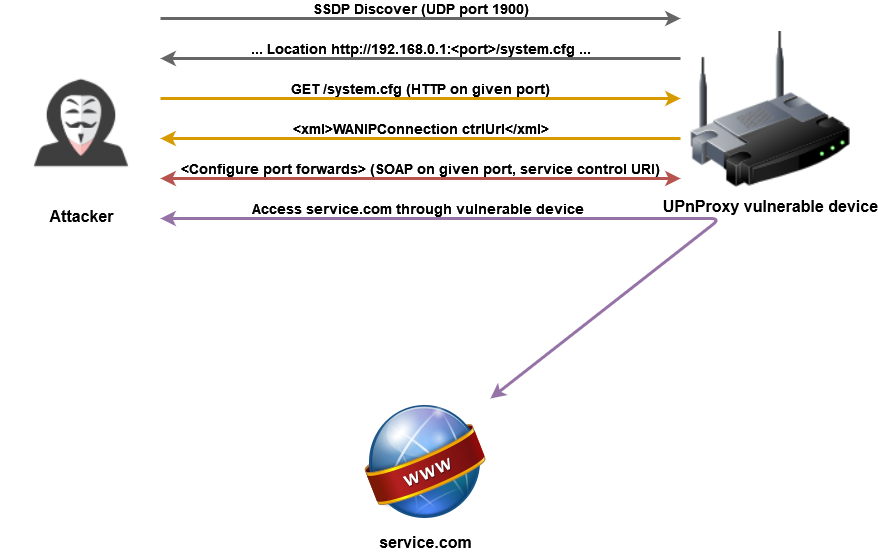 SSDP Discover (UDP port 1900)
... Location http://192.168.0.1:<port>/system.cfg ...
GET /system.cfg (HTTP on given port)
<xml>WANIPConnection ctrlUrl</xml>
<Configure port forwards> (SOAP on given port, service control URI)
Access service.com through vulnerable device
Attacker
UPnProxy vulnerable device
www
service.com